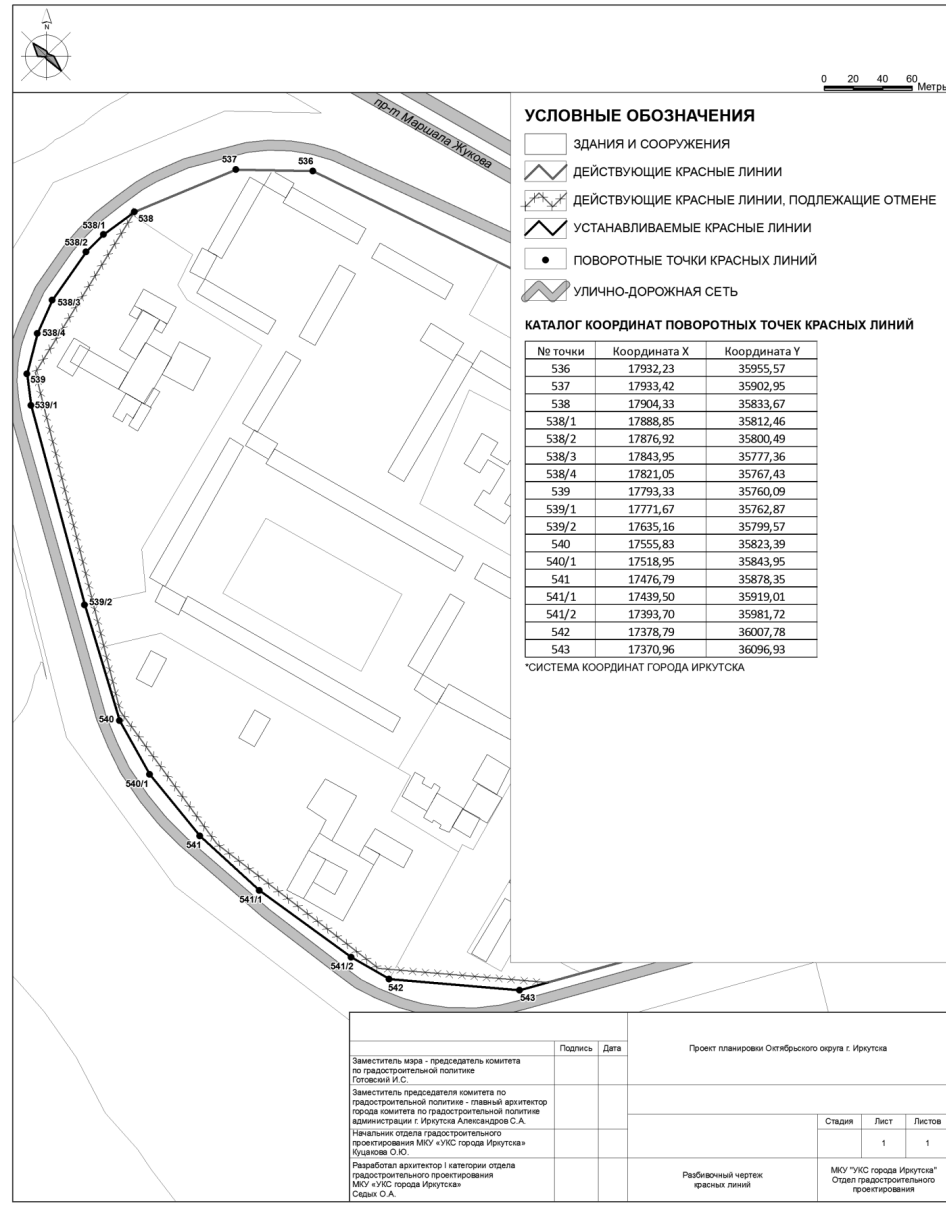 N
0 20 40 60
Метры
пр-т Маршала Жукова
537
536
538
538/1
538/2
538/3
538/4
539
539/1
539/2
540
540/1
541
541/1
541/2
542
543
УСЛОВНЫЕ ОБОЗНАЧЕНИЯ
ЗДАНИЯ И СООРУЖЕНИЯ
ДЕЙСТВУЮЩИЕ КРАСНЫЕ ЛИНИИ
ДЕЙСТВУЮЩИЕ КРАСНЫЕ ЛИНИИ, ПОДЛЕЖАЩИЕ ОТМЕНЕ
УСТАНАВЛИВАЕМЫЕ КРАСНЫЕ ЛИНИИ
ПОВОРОТНЫЕ ТОЧКИ КРАСНЫХ ЛИНИЙ
УЛИЧНО-ДОРОЖНАЯ СЕТЬ
КАТАЛОГ КООРДИНАТ ПОВОРОТНЫХ ТОЧЕК КРАСНЫХ ЛИНИЙ
№ точки Координата X Координата Y
536 17932,23 35955,57
537 17933,42 35902,95
538 17904,33 35833,67
538/1 17888,85 35812,46
538/2 17876,92 35800,49
538/3 17843,95 35777,36
538/4 17821,05 35767,43
539 17793,33 35760,09
539/1 17771,67 35762,87
539/2 17635,16 35799,57
540 17555,83 35823,39
540/1 17518,95 35843,95
541 17476,79 35878,35
541/1 17439,50 35919,01
541/2 17393,70 35981,72
542 17378,79 36007,78
543 17370,96 36096,93
*СИСТЕМА КООРДИНАТ ГОРОДА ИРКУТСКА
Подпись Дата
Проект планировки Октябрьского округа г. Иркутска
Заместитель мэра - председатель комитета
по градостроительной политике
Готовский И.С.
Заместитель председателя комитета по
градостроительной политике - главный архитектор
города комитета по градостроительной политике
администрации г. Иркутска Александров С.А.
Начальник отдела градостроительного
проектирования МКУ «УКС города Иркутска»
Куцакова О.Ю.
Разработал архитектор I категории отдела
градостроительного проектирования
МКУ «УКС города Иркутска»
Седых О.А.
Стадия Лист Листов
1 1
Разбивочный чертеж
красных линий
МКУ "УКС города Иркутска"
Отдел градостроительного
проектирования